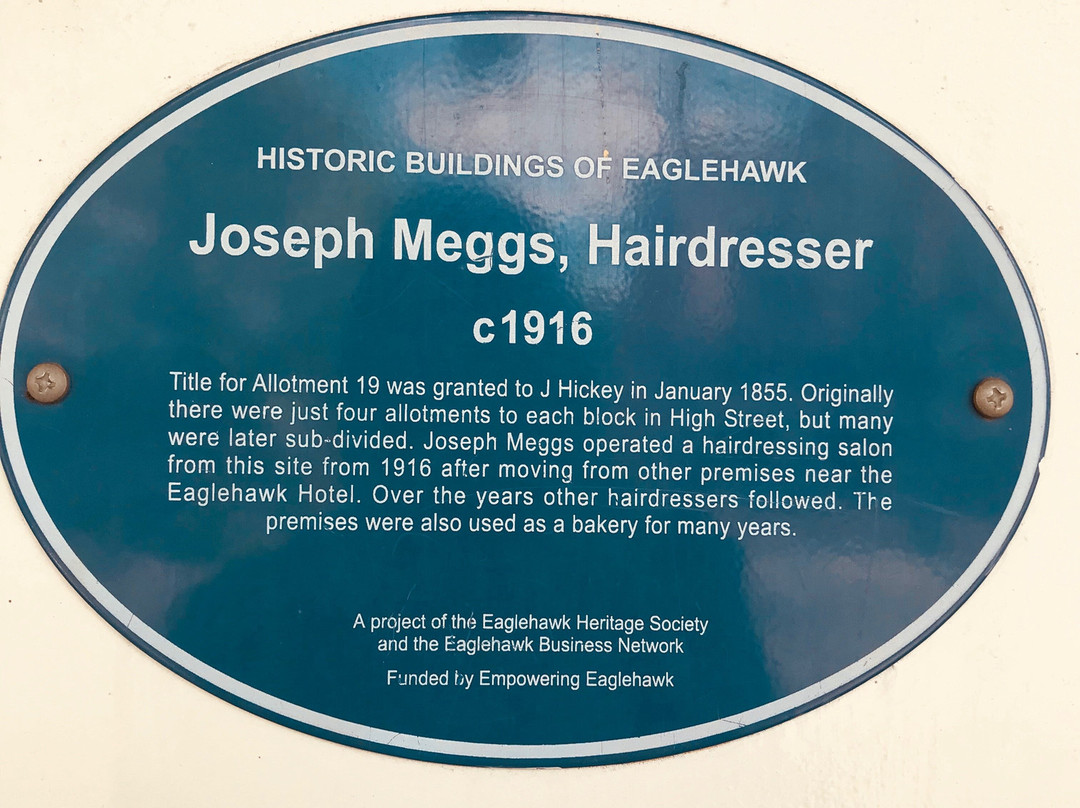 HISTORIC BUILDINGS OF EAGLEHAWK
Joseph Meggs, Hairdresser
c1916
Title for Allotment 19 was granted to J Hickey in January 1855. Originally
there were just four allotments to each block in High Street, but many
were later sub-divided. Joseph Meggs operated a hairdressing salon
from this site from 1916 after moving from other premises near the
Eaglehawk Hotel. Over the years other hairdressers followed. The
premises were also used as a bakery for many years.
A project of the Eaglehawk Heritage Society
and the Eaglehawk Business Network
Funded by Empowering Eaglehawk